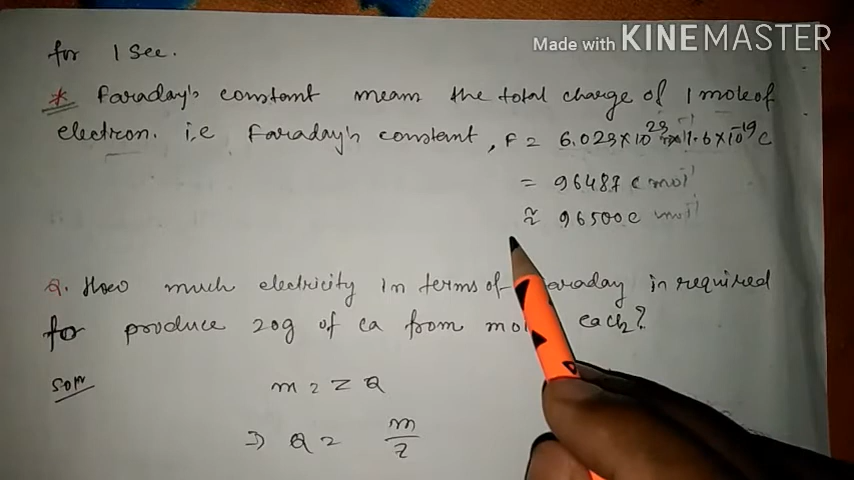 Made with KINEMASTER
for 1 Sec.
* Faraday's constant mean the total charge of 1 mole of
electron. i.e Faraday's constant, F = 6.023×10²³ × 1.6×10⁻¹⁹ C
= 96487 C mol⁻¹
≈ 96500 C mol⁻¹
Q. How much electricity in terms of Faraday in required
for produce 20g of Ca from cacl₂?
Soln
m = Z Q
⇒ Q = m/Z